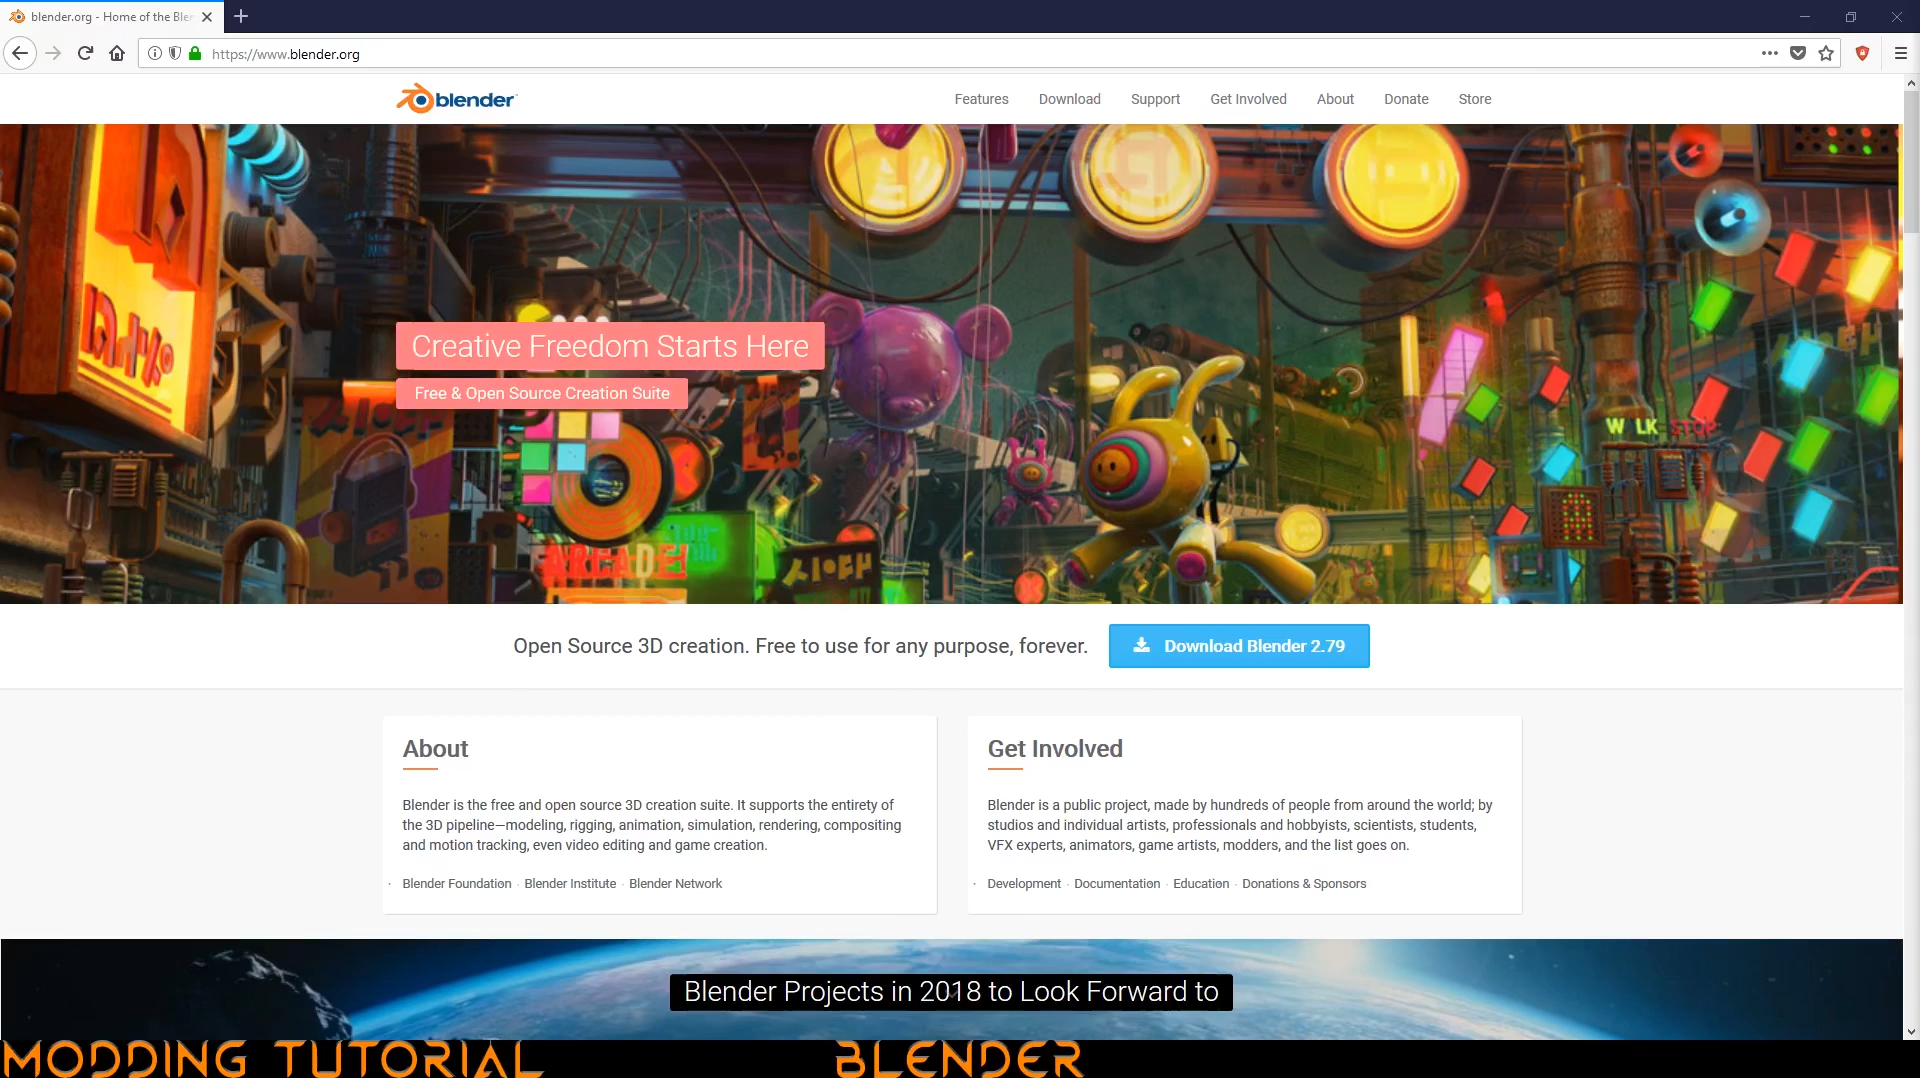 blender.org - Home of the Blen
https://www.blender.org
blender
Features Download Support Get Involved About Donate Store
Creative Freedom Starts Here
Free & Open Source Creation Suite
W LK STOP
ARCADE!
Open Source 3D creation. Free to use for any purpose, forever. Download Blender 2.79
About
Blender is the free and open source 3D creation suite. It supports the entirety of
the 3D pipeline—modeling, rigging, animation, simulation, rendering, compositing
and motion tracking, even video editing and game creation.
· Blender Foundation · Blender Institute · Blender Network
Get Involved
Blender is a public project, made by hundreds of people from around the world; by
studios and individual artists, professionals and hobbyists, scientists, students,
VFX experts, animators, game artists, modders, and the list goes on.
· Development · Documentation · Education · Donations & Sponsors
Blender Projects in 2018 to Look Forward to
MODDING TUTORIAL BLENDER